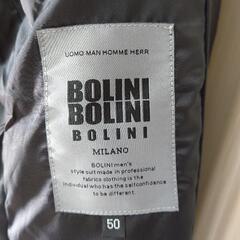 UOMO MAN HOMME HERR
BOLINI
BOLINI
BOLINI
MILANO
BOLINI men's
style suit made in professional
fabrics clothing is the
individual who has the selfconfidence
to be different.
50